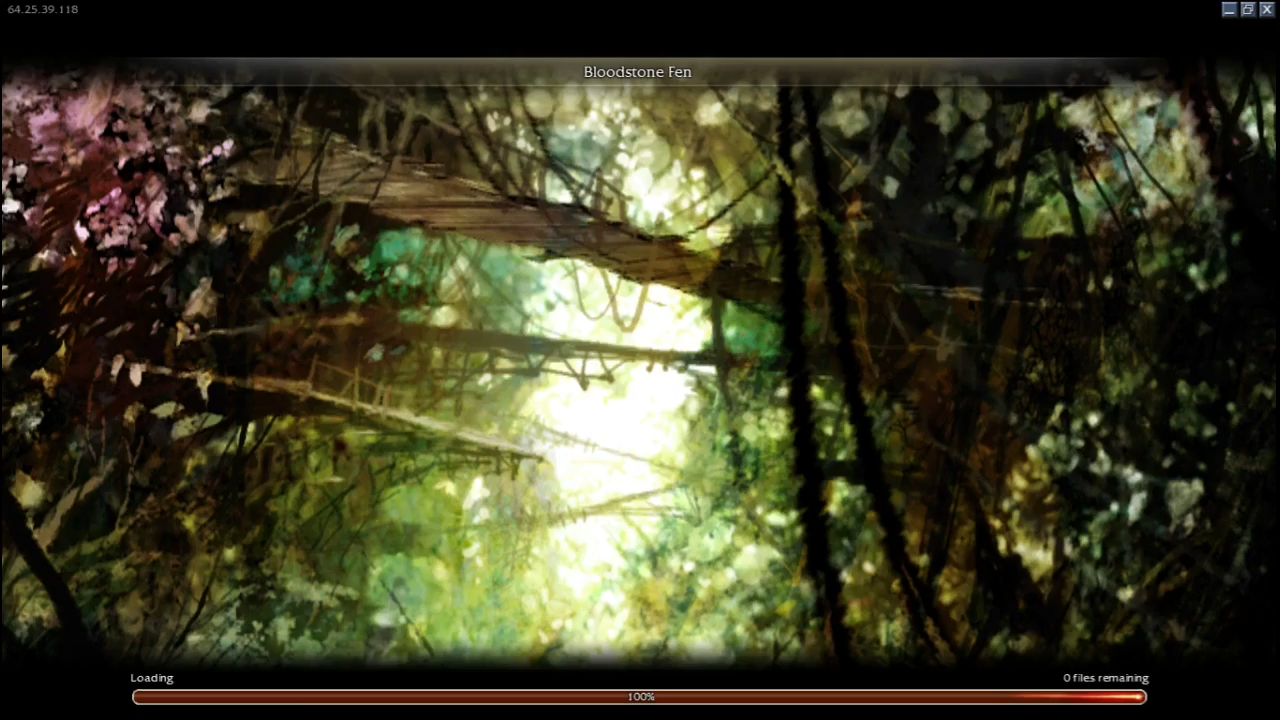 64.25.39.118
Bloodstone Fen
Loading
0 files remaining
100%